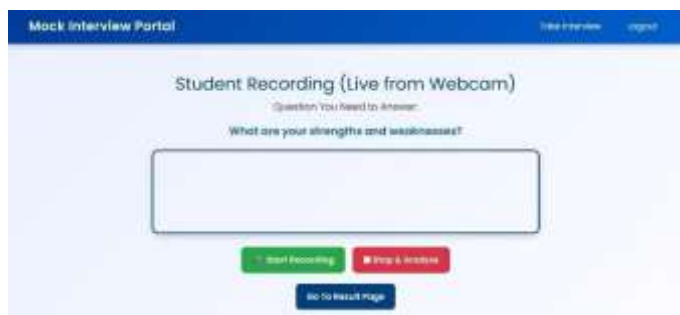 Mock Interview Portal
Take Interview Logout
Student Recording (Live from Webcam)
Question You Need to Answer:
What are your strengths and weaknesses?
Start Recording Stop & Analyze
Go To Result Page